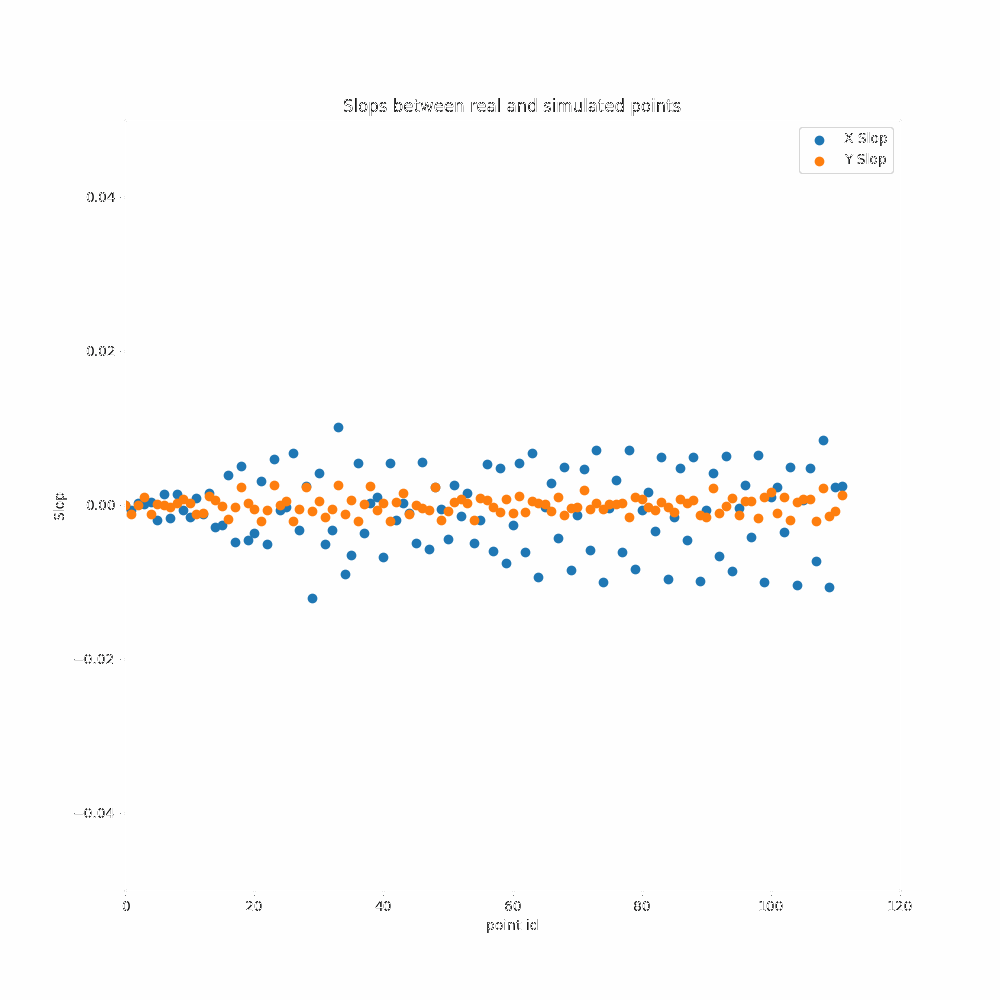 Slops between real and simulated points
X Slop
Y Slop
0.04
0.02
0.00
−0.02
−0.04
Slop
0 20 40 60 80 100 120
point id